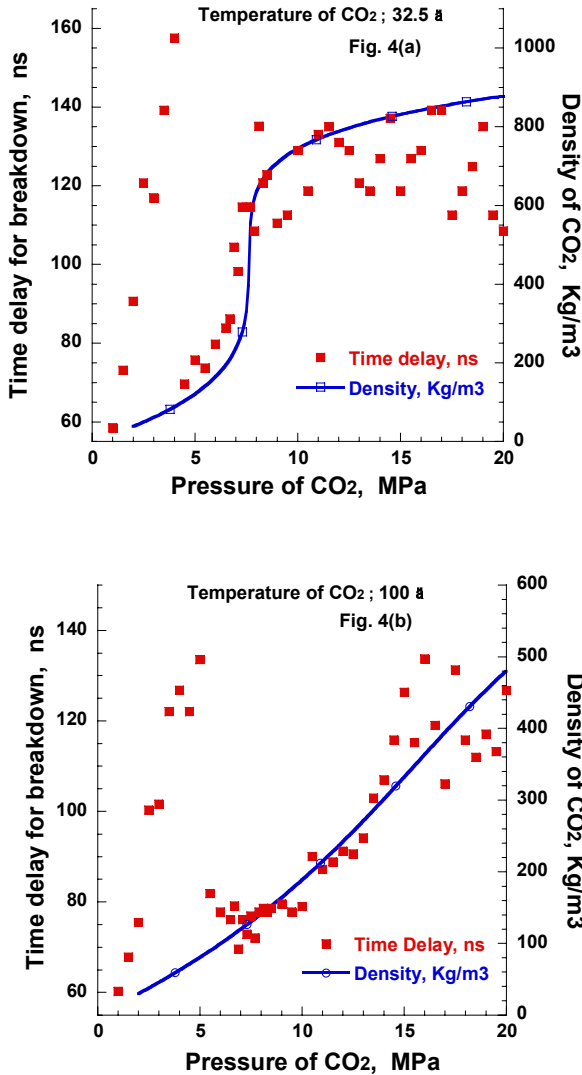 Temperature of CO2 ; 32.5 a
Fig. 4(a)
160
140
120
100
80
60
Time delay for breakdown, ns
1000
800
600
400
200
0
Density of CO2, Kg/m3
Time delay, ns
Density, Kg/m3
0 5 10 15 20
Pressure of CO2, MPa
Temperature of CO2 ; 100 a
Fig. 4(b)
140
120
100
80
60
Time delay for breakdown, ns
600
500
400
300
200
100
0
Density of CO2, Kg/m3
Time Delay, ns
Density, Kg/m3
0 5 10 15 20
Pressure of CO2, MPa